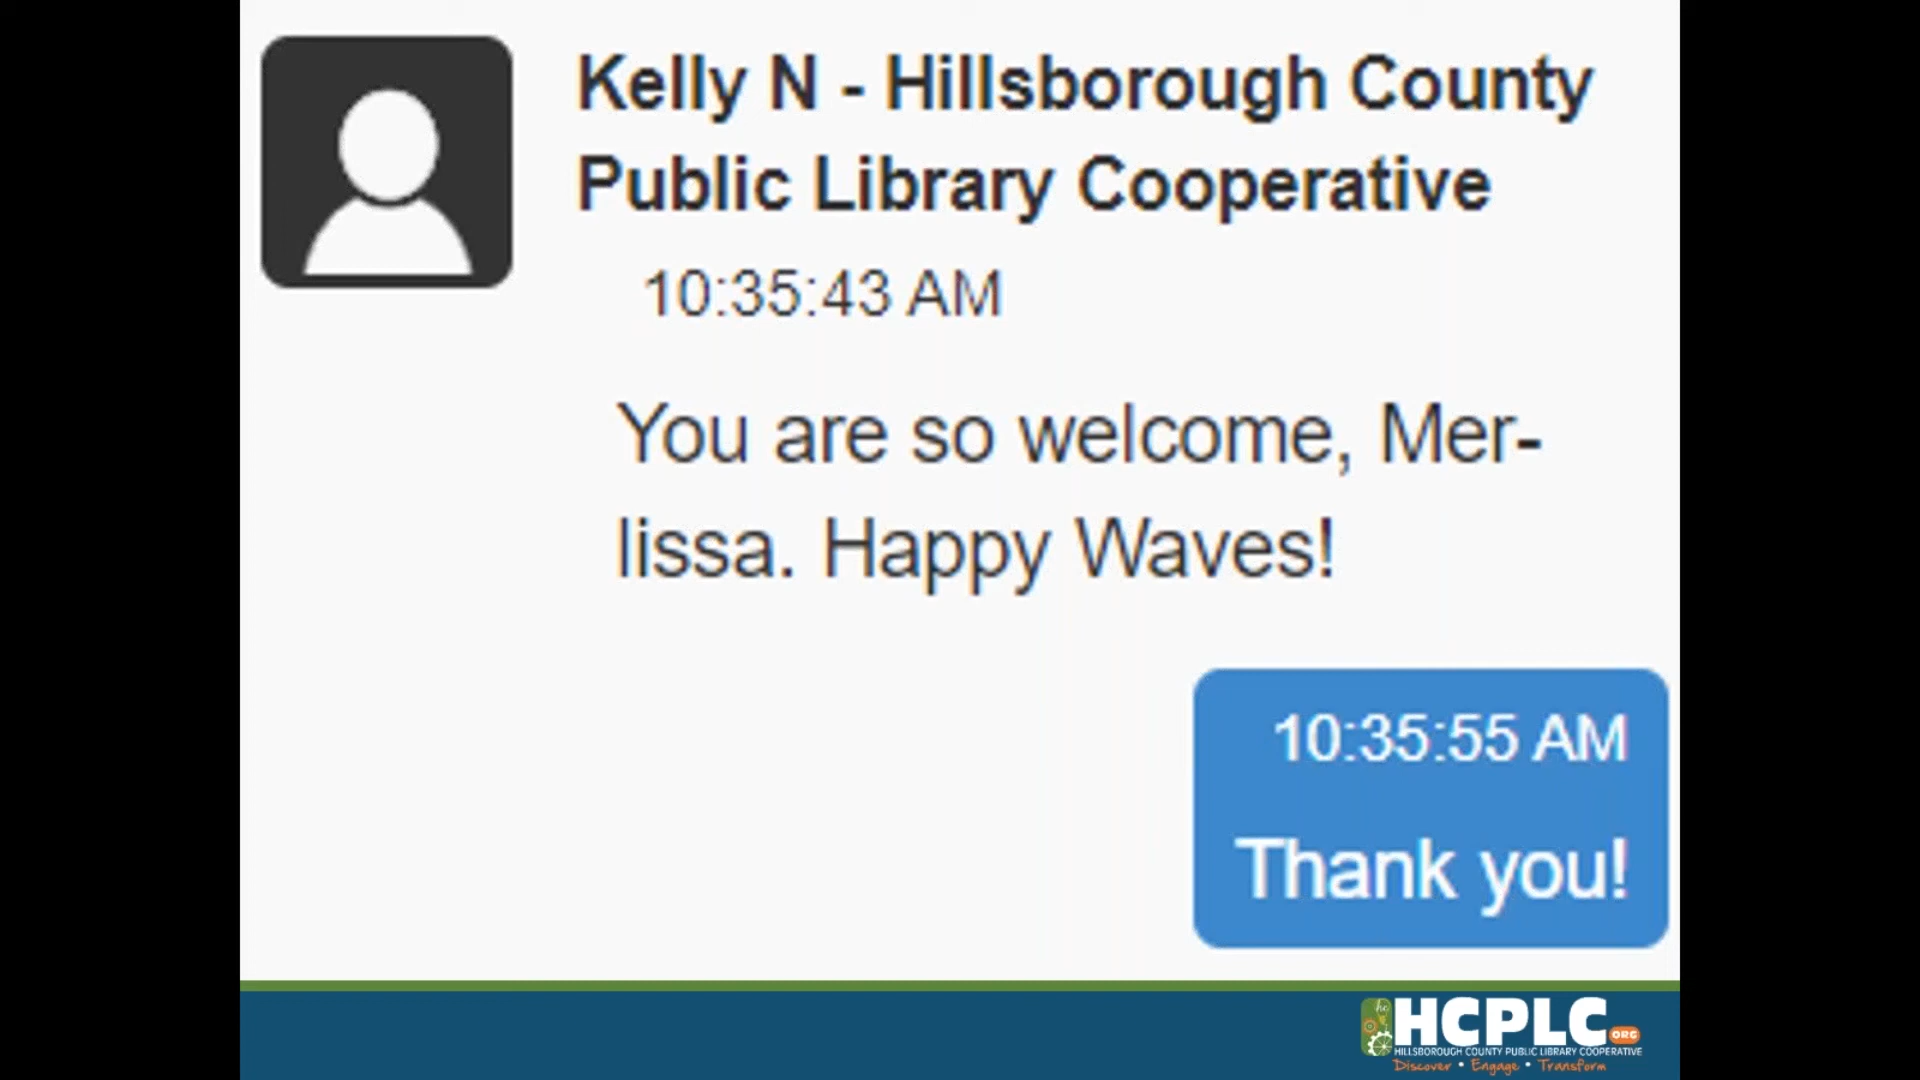 Kelly N - Hillsborough County
Public Library Cooperative
10:35:43 AM
You are so welcome, Mer-
lissa. Happy Waves!
10:35:55 AM
Thank you!
hc
HCPLC.ORG
HILLSBOROUGH COUNTY PUBLIC LIBRARY COOPERATIVE
Discover • Engage • Transform